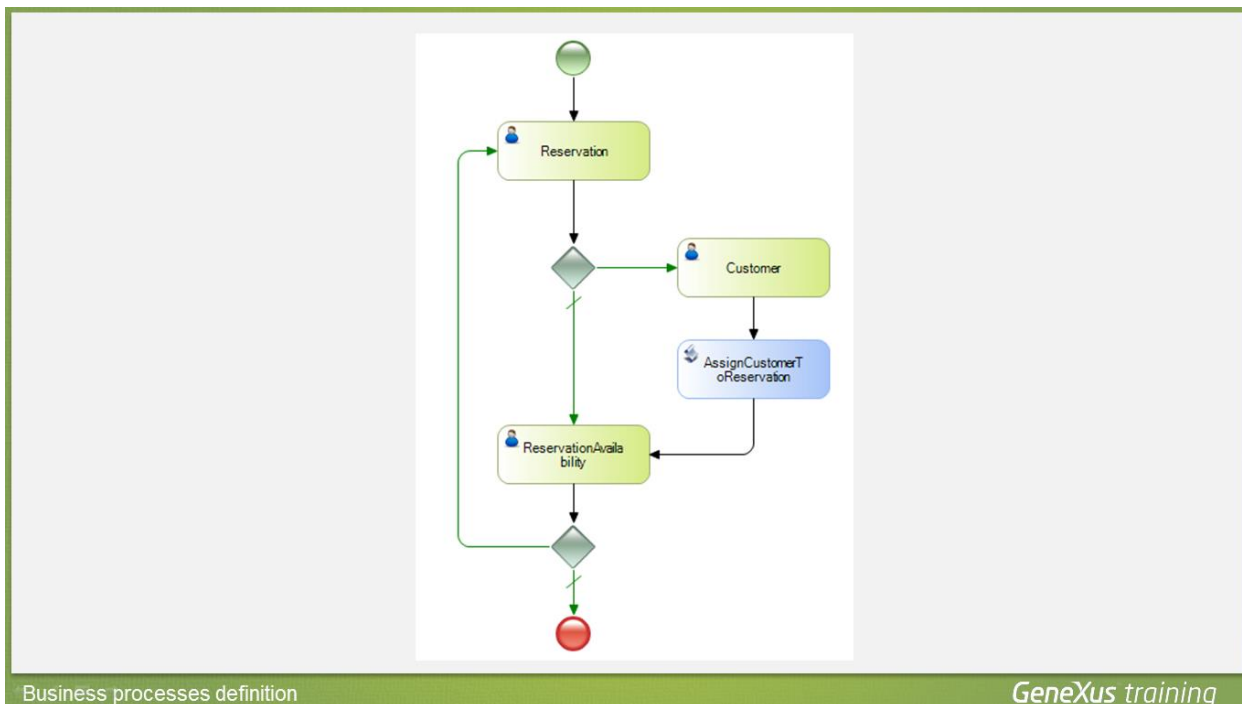 Reservation
Customer
AssignCustomerT
oReservation
ReservationAvaila
bility
Business processes definition
GeneXus training